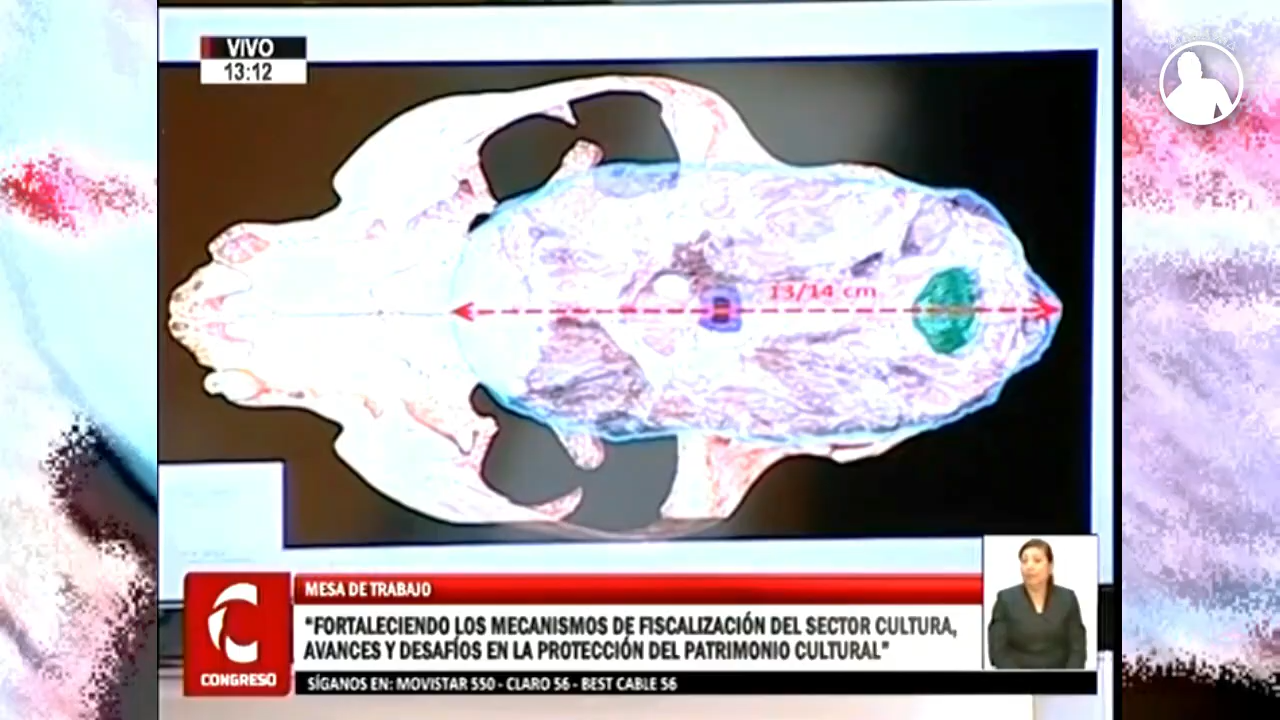 VIVO
13:12
13/14 cm
MESA DE TRABAJO
"FORTALECIENDO LOS MECANISMOS DE FISCALIZACIÓN DEL SECTOR CULTURA,
AVANCES Y DESAFÍOS EN LA PROTECCIÓN DEL PATRIMONIO CULTURAL"
CONGRESO
SÍGANOS EN: MOVISTAR 550 - CLARO 56 - BEST CABLE 56